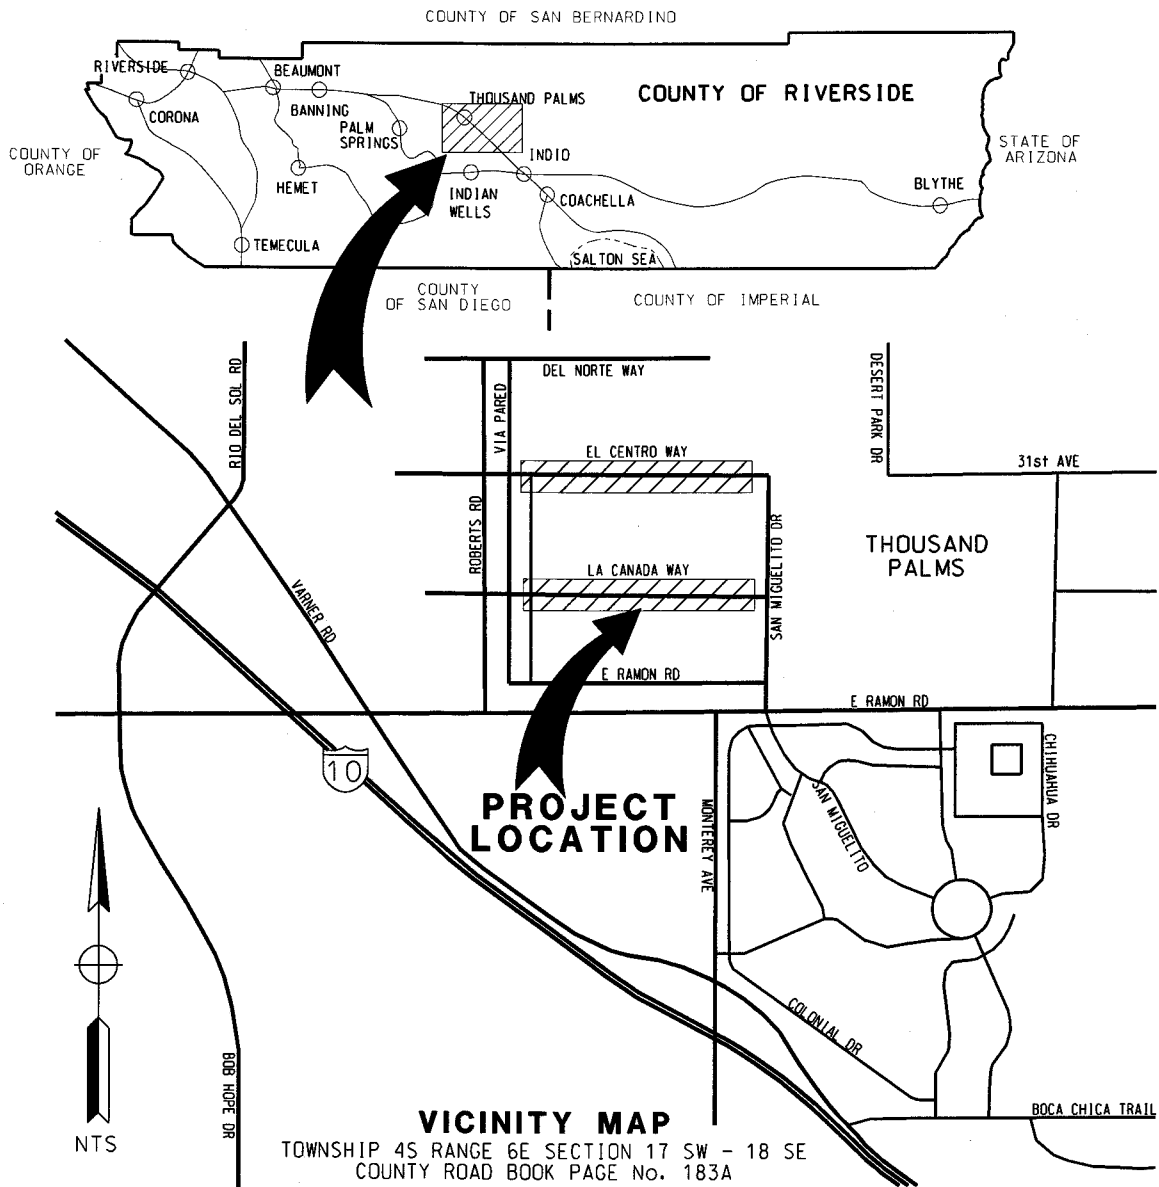 COUNTY OF SAN BERNARDINO
RIVERSIDE
BEAUMONT
THOUSAND PALMS
COUNTY OF RIVERSIDE
CORONA
BANNING
PALM
SPRINGS
COUNTY OF
ORANGE
STATE OF
ARIZONA
INDIO
HEMET
INDIAN
WELLS
COACHELLA
BLYTHE
TEMECULA
SALTON SEA
COUNTY
OF SAN DIEGO
COUNTY OF IMPERIAL
RIO DEL SOL RD
DEL NORTE WAY
VIA PARED
DESERT PARK DR
EL CENTRO WAY
31st AVE
ROBERTS RD
SAN MIGUELITO DR
THOUSAND
PALMS
LA CANADA WAY
VARNER RD
E RAMON RD
E RAMON RD
10
PROJECT
LOCATION
MONTEREY AVE
SAN MIGUELITO
CHIHUAHUA DR
COLONIAL DR
BOB HOPE DR
BOCA CHICA TRAIL
NTS
VICINITY MAP
TOWNSHIP 4S RANGE 6E SECTION 17 SW - 18 SE
COUNTY ROAD BOOK PAGE No. 183A